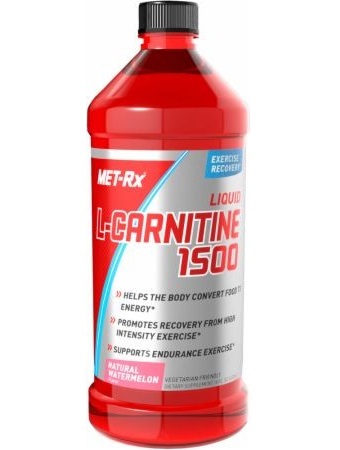 EXERCISE
RECOVERY
MET-Rx
LIQUID
L-CARNITINE
1500
» HELPS THE BODY CONVERT FOOD TO
ENERGY*
» PROMOTES RECOVERY FROM HIGH
INTENSITY EXERCISE*
» SUPPORTS ENDURANCE EXERCISE*
NATURAL
WATERMELON
VEGETARIAN FRIENDLY
DIETARY SUPPLEMENT